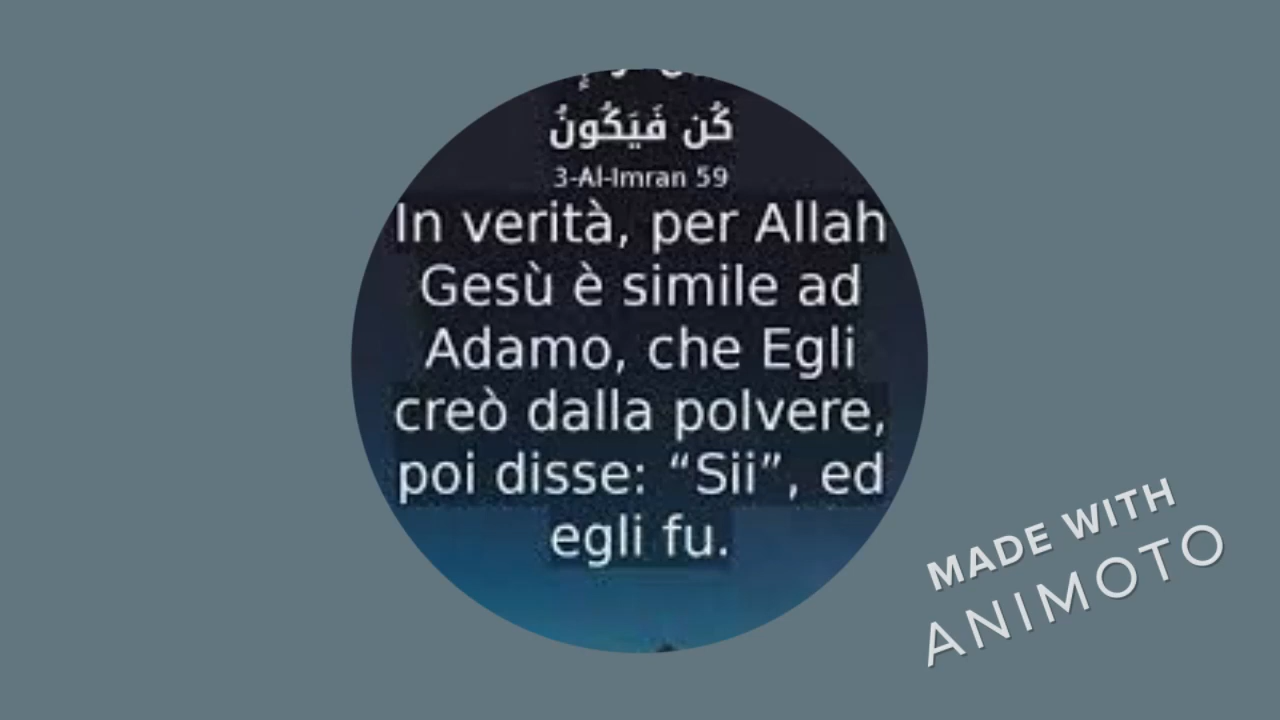 كُن فَيَكُونُ
3-Al-Imran 59
In verità, per Allah
Gesù è simile ad
Adamo, che Egli
creò dalla polvere,
poi disse: “Sii”, ed
egli fu.
MADE WITH
ANIMOTO